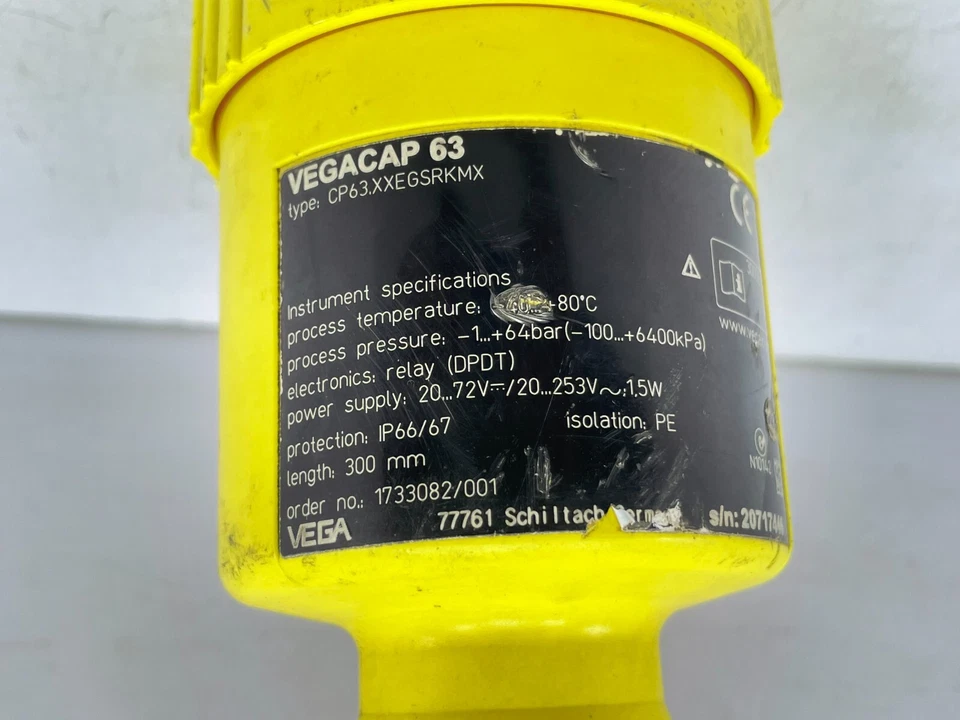 VEGACAP 63
type: CP63.XXEGSRKMX
CE
Instrument specifications
process temperature: +80°C
process pressure: -1...+64bar(-100...+6400kPa)
electronics: relay (DPDT)
power supply: 20...72V⎓/20...253V~;1,5W
protection: IP66/67
isolation: PE
length: 300 mm
order no.: 1733082/001
VEGA
77761 Schiltach
s/n:
www.